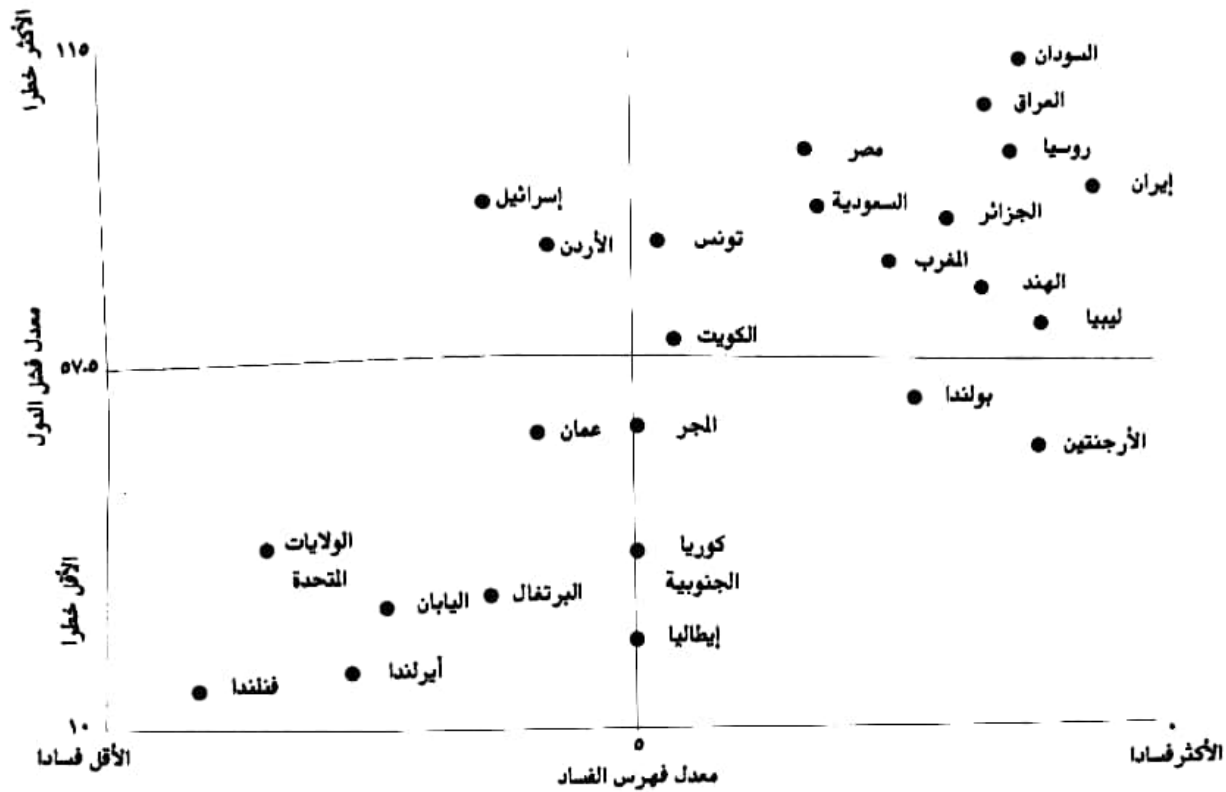 الأكثر خطرا
١١٥
السودان
العراق
مصر
روسيا
إيران
إسرائيل
السعودية
الجزائر
الأردن
تونس
المغرب
الهند
ليبيا
الكويت
معدل فشل الدول
٥٧.٥
بولندا
عمان
المجر
الأرجنتين
الولايات
المتحدة
كوريا
الجنوبية
اليابان
البرتغال
الأقل خطرا
إيطاليا
أيرلندا
فنلندا
١٠
٥
الأقل فسادا
معدل فهرس الفساد
الأكثر فسادا